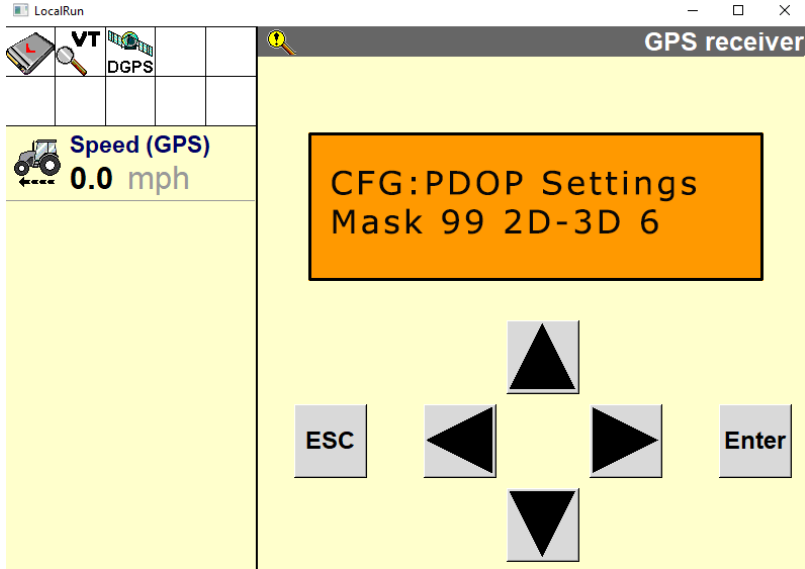 LocalRun
VT
DGPS
GPS receiver
Speed (GPS)
0.0 mph
CFG:PDOP Settings
Mask 99 2D-3D 6
ESC
Enter